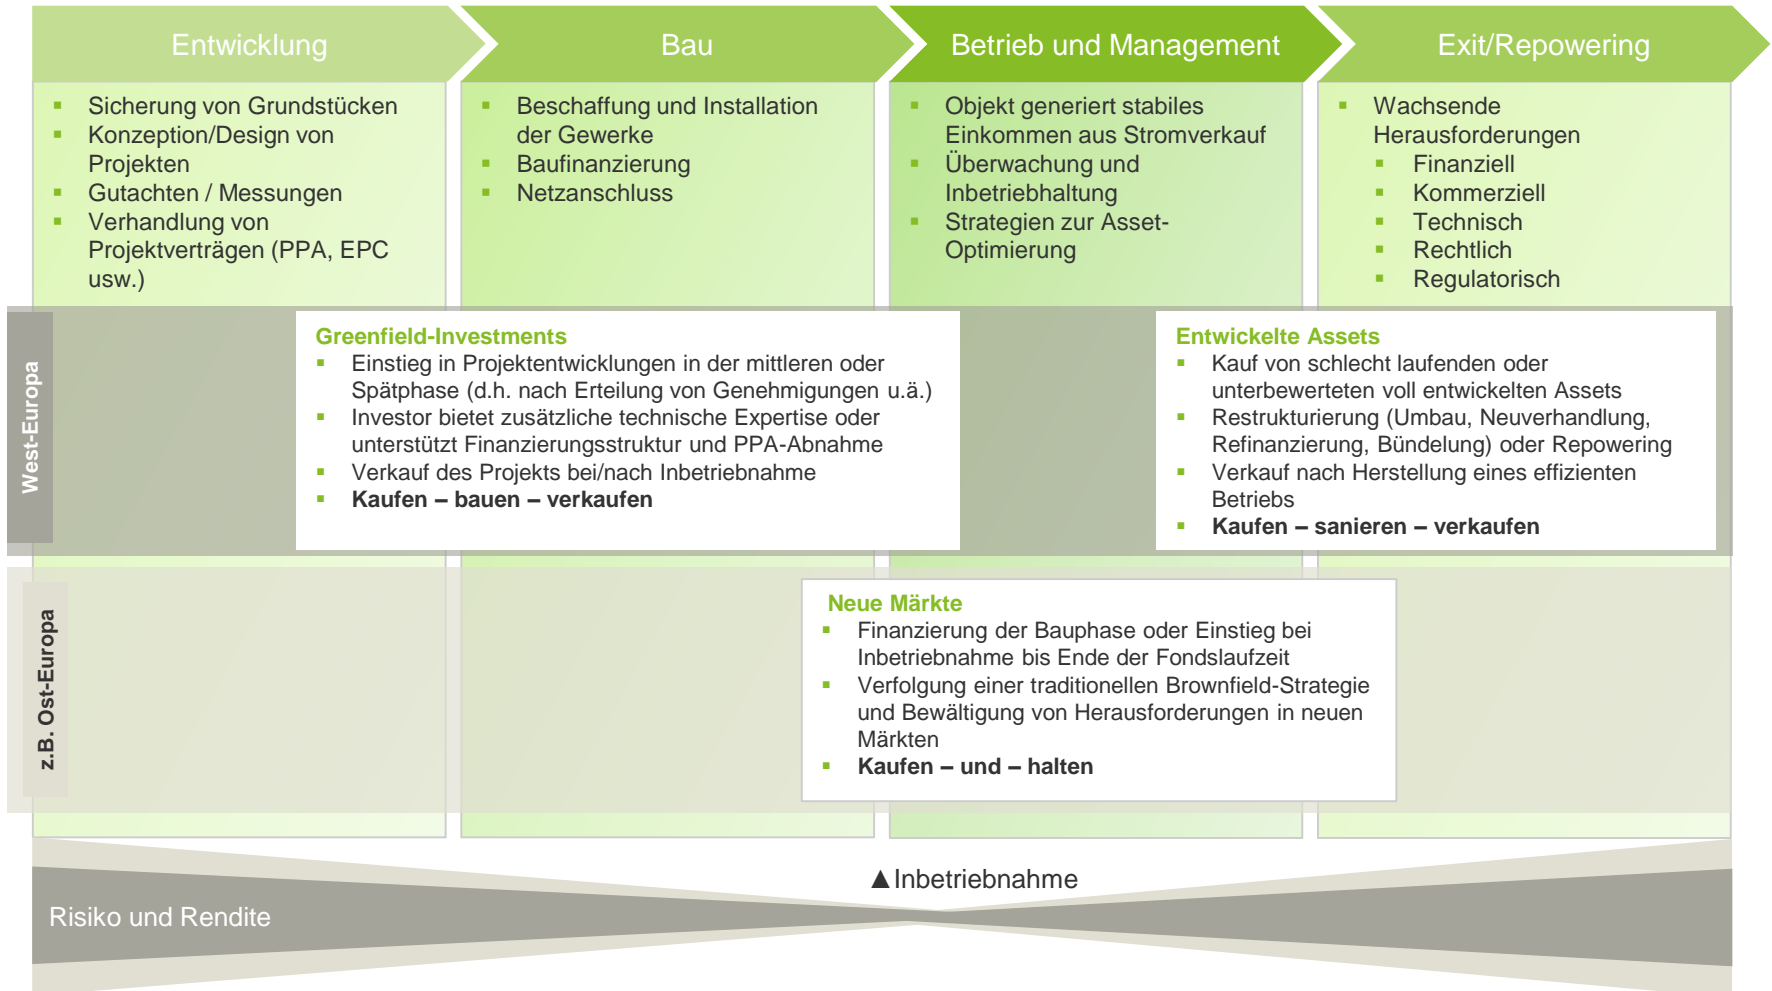 Entwicklung
Bau
Betrieb und Management
Exit/Repowering
▪ Sicherung von Grundstücken
▪ Konzeption/Design von
Projekten
▪ Gutachten / Messungen
▪ Verhandlung von
Projektverträgen (PPA, EPC
usw.)
▪ Beschaffung und Installation
der Gewerke
▪ Baufinanzierung
▪ Netzanschluss
▪ Objekt generiert stabiles
Einkommen aus Stromverkauf
▪ Überwachung und
Inbetriebhaltung
▪ Strategien zur Asset-
Optimierung
▪ Wachsende
Herausforderungen
▪ Finanziell
▪ Kommerziell
▪ Technisch
▪ Rechtlich
▪ Regulatorisch
West-Europa
Greenfield-Investments
▪ Einstieg in Projektentwicklungen in der mittleren oder
Spätphase (d.h. nach Erteilung von Genehmigungen u.ä.)
▪ Investor bietet zusätzliche technische Expertise oder
unterstützt Finanzierungsstruktur und PPA-Abnahme
▪ Verkauf des Projekts bei/nach Inbetriebnahme
▪ Kaufen – bauen – verkaufen
Entwickelte Assets
▪ Kauf von schlecht laufenden oder
unterbewerteten voll entwickelten Assets
▪ Restrukturierung (Umbau, Neuverhandlung,
Refinanzierung, Bündelung) oder Repowering
▪ Verkauf nach Herstellung eines effizienten
Betriebs
▪ Kaufen – sanieren – verkaufen
z.B. Ost-Europa
Neue Märkte
▪ Finanzierung der Bauphase oder Einstieg bei
Inbetriebnahme bis Ende der Fondslaufzeit
▪ Verfolgung einer traditionellen Brownfield-Strategie
und Bewältigung von Herausforderungen in neuen
Märkten
▪ Kaufen – und – halten
▲Inbetriebnahme
Risiko und Rendite